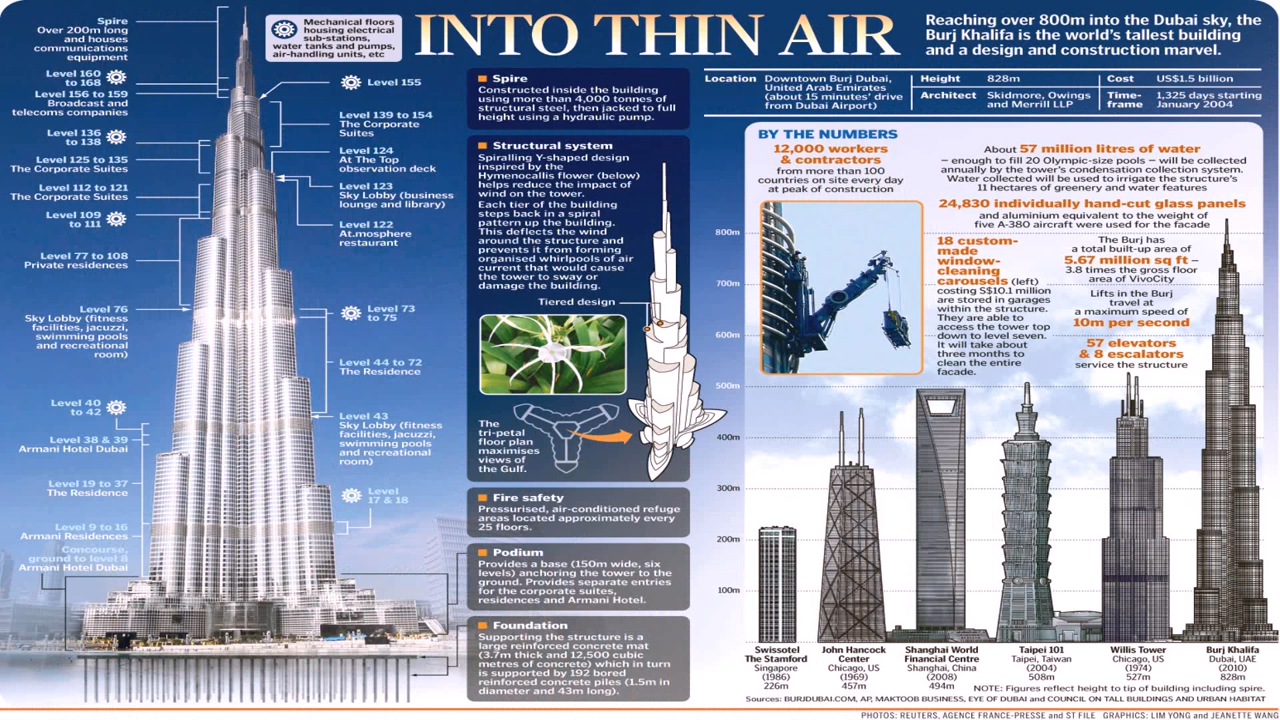 INTO THIN AIR
Reaching over 800m into the Dubai sky, the
Burj Khalifa is the world's tallest building
and a design and construction marvel.
Spire
Over 200m long
and houses
communications
equipment
Level 160
to 168
Level 156 to 159
Broadcast and
telecoms companies
Level 136
to 138
Level 125 to 135
The Corporate Suites
Level 112 to 121
The Corporate Suites
Level 109
to 111
Level 77 to 108
Private residences
Level 76
Sky Lobby (fitness
facilities, jacuzzi,
swimming pools
and recreational
room)
Level 40
to 42
Level 38 & 39
Armani Hotel Dubai
Level 19 to 37
The Residence
Level 9 to 16
Armani Residences
Concourse,
ground to level 8
Armani Hotel Dubai
Mechanical floors
housing electrical
sub-stations,
water tanks and pumps,
air-handling units, etc
Level 155
Level 139 to 154
The Corporate
Suites
Level 124
At The Top
observation deck
Level 123
Sky Lobby (business
lounge and library)
Level 122
At.mosphere
restaurant
Level 73
to 75
Level 44 to 72
The Residence
Level 43
Sky Lobby (fitness
facilities, jacuzzi,
swimming pools
and recreational
room)
Level
17 & 18
Spire
Constructed inside the building
using more than 4,000 tonnes of
structural steel, then jacked to full
height using a hydraulic pump.
Structural system
Spiralling Y-shaped design
inspired by the
Hymenocallis flower (below)
helps reduce the impact of
wind on the tower.
Each tier of the building
steps back in a spiral
pattern up the building.
This deflects the wind
around the structure and
prevents it from forming
organised whirlpools of air
current that would cause
the tower to sway or
damage the building.
Tiered design
The
tri-petal
floor plan
maximises
views of
the Gulf.
Fire safety
Pressurised, air-conditioned refuge
areas located approximately every
25 floors.
Podium
Provides a base (150m wide, six
levels) anchoring the tower to the
ground. Provides separate entries
for the corporate suites,
residences and Armani Hotel.
Foundation
Supporting the structure is a
large reinforced concrete mat
(3.7m thick and 12,500 cubic
metres of concrete) which in turn
is supported by 192 bored
reinforced concrete piles (1.5m in
diameter and 43m long).
Location Downtown Burj Dubai,
United Arab Emirates
(about 15 minutes' drive
from Dubai Airport)
Height 828m
Architect Skidmore, Owings
and Merrill LLP
Cost US$1.5 billion
Time-
frame 1,325 days starting
January 2004
BY THE NUMBERS
12,000 workers
& contractors
from more than 100
countries on site every day
at peak of construction
About 57 million litres of water
– enough to fill 20 Olympic-size pools – will be collected
annually by the tower's condensation collection system.
Water collected will be used to irrigate the structure's
11 hectares of greenery and water features
24,830 individually hand-cut glass panels
and aluminium equivalent to the weight of
five A-380 aircraft were used for the facade
18 custom-
made
window-
cleaning
carousels (left)
costing S$10.1 million
are stored in garages
within the structure.
They are able to
access the tower top
down to level seven.
It will take about
three months to
clean the entire
facade.
The Burj has
a total built-up area of
5.67 million sq ft –
3.8 times the gross floor
area of VivoCity
Lifts in the Burj
travel at
a maximum speed of
10m per second
57 elevators
& 8 escalators
service the structure
800m
700m
600m
500m
400m
300m
200m
100m
Swissotel
The Stamford
Singapore
(1986)
226m
John Hancock
Center
Chicago, US
(1969)
457m
Shanghai World
Financial Centre
Shanghai, China
(2008)
494m
Taipei 101
Taipei, Taiwan
(2004)
508m
Willis Tower
Chicago, US
(1974)
527m
Burj Khalifa
Dubai, UAE
(2010)
828m
NOTE: Figures reflect height to tip of building including spire.
Sources: BURJDUBAI.COM, AP, MAKTOOB BUSINESS, EYE OF DUBAI and COUNCIL ON TALL BUILDINGS AND URBAN HABITAT
PHOTOS: REUTERS, AGENCE FRANCE-PRESSE and ST FILE GRAPHICS: LIM YONG and JEANETTE WANG